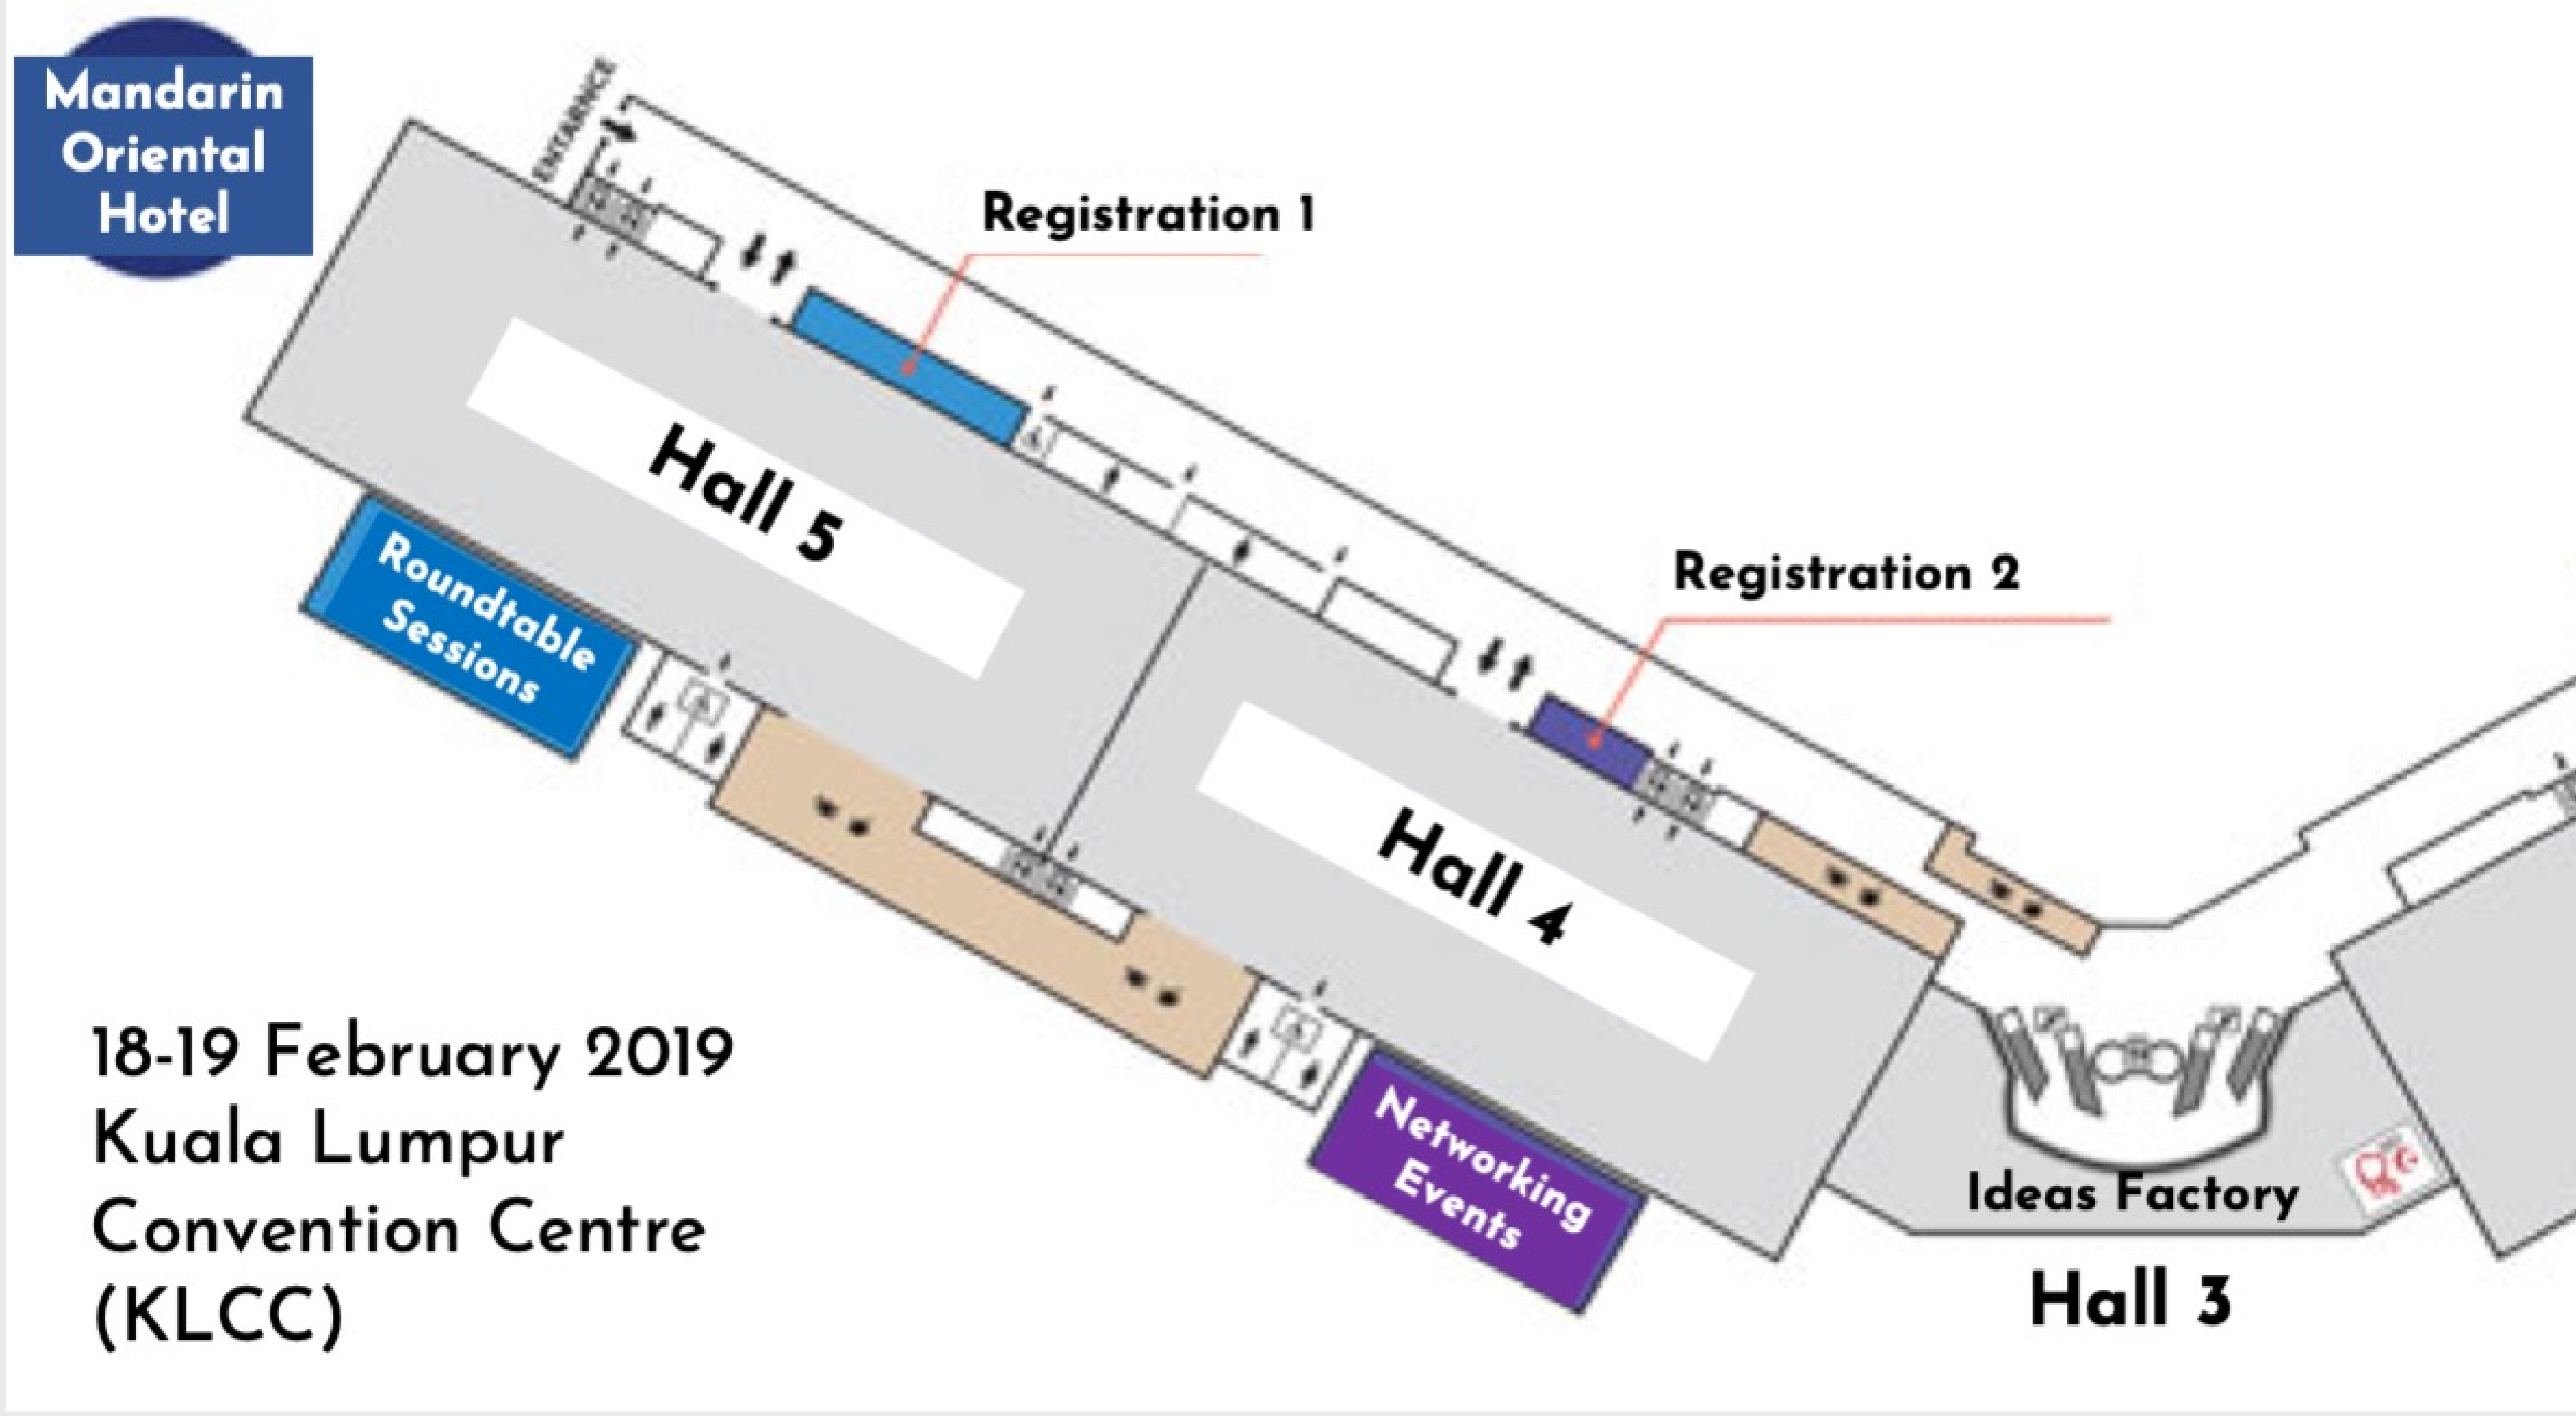 Mandarin
Oriental
Hotel
ENTARNCE
Registration 1
Hall 5
Roundtable
Sessions
Registration 2
Hall 4
Networking
Events
Ideas Factory
Hall 3
18-19 February 2019
Kuala Lumpur
Convention Centre
(KLCC)